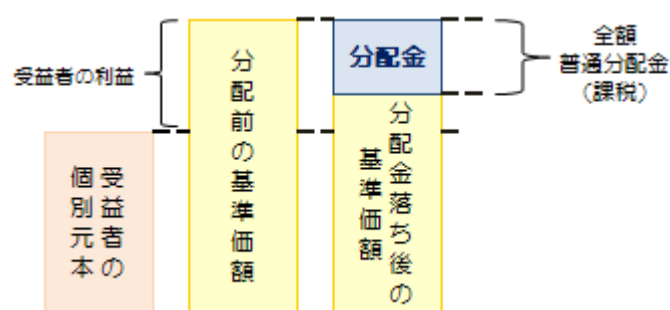 受益者の利益
受益者の
個別元本
分配前の基準価額
分配金
分配金落ち後の
基準価額
全額
普通分配金
(課税)